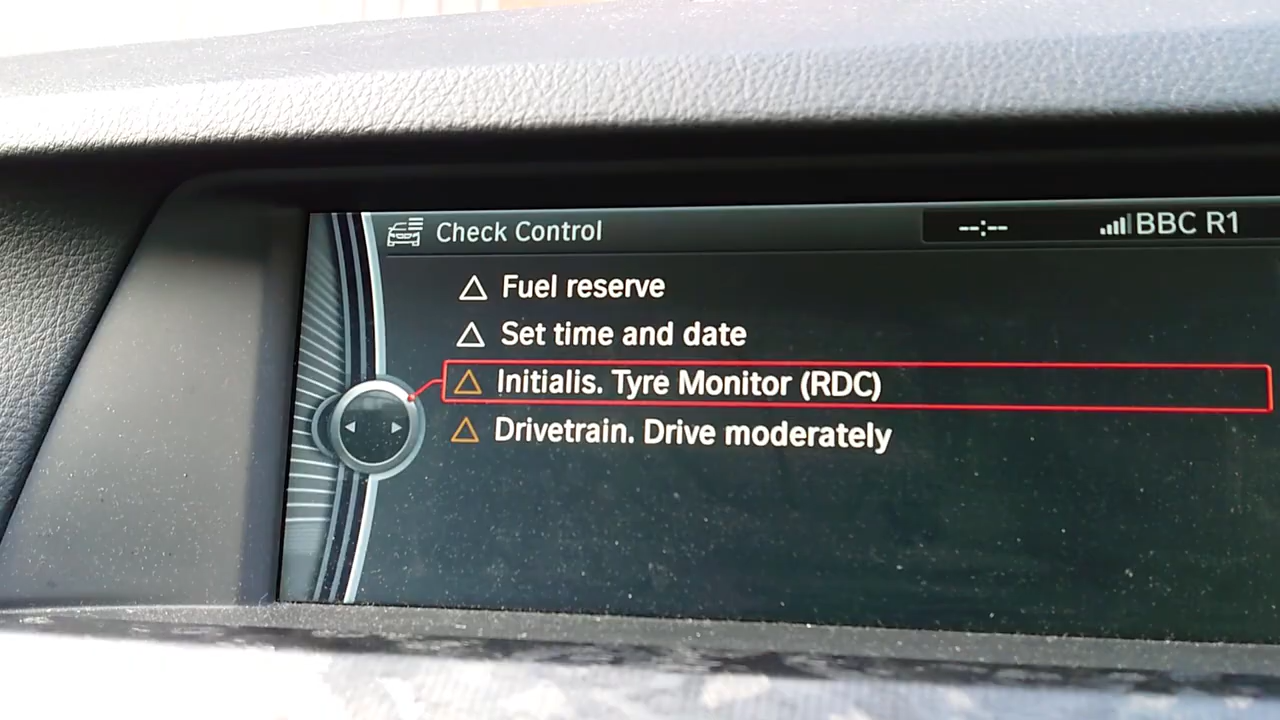 Check Control
--:--
BBC R1
Fuel reserve
Set time and date
Initialis. Tyre Monitor (RDC)
Drivetrain. Drive moderately